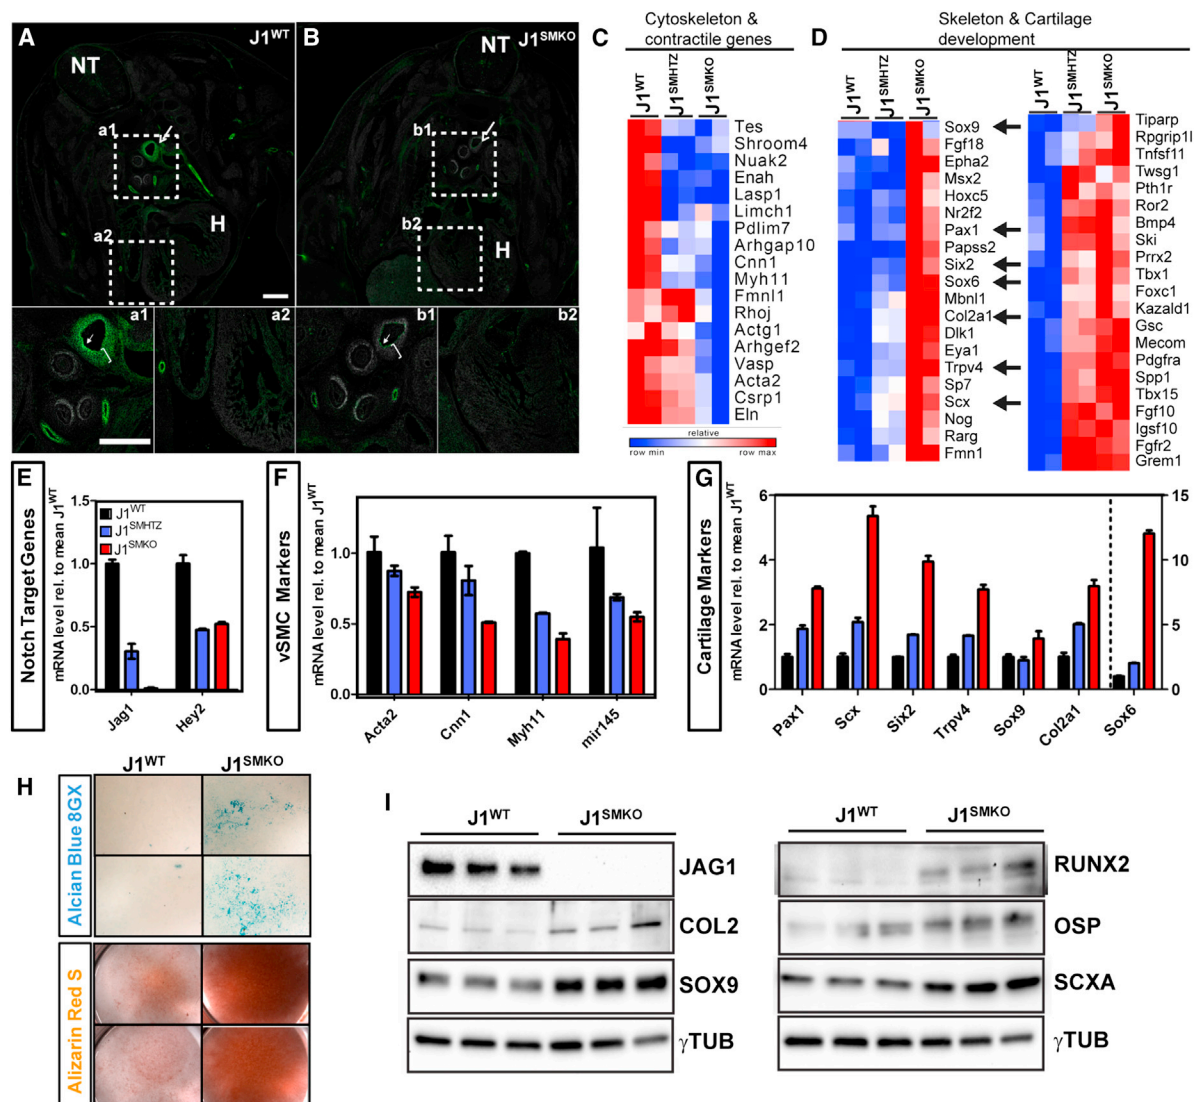 A
J1WT
NT
a1
a2
H
B
J1SMKO
NT
b1
b2
H
a1
a2
b1
b2
C
Cytoskeleton &
contractile genes
J1WT
J1SMHTZ
J1SMKO
Tes
Shroom4
Nuak2
Enah
Lasp1
Limch1
Pdlim7
Arhgap10
Cnn1
Myh11
Fmnl1
Rhoj
Actg1
Arhgef2
Vasp
Acta2
Csrp1
Eln
relative
row min row max
D
Skeleton & Cartilage
development
J1WT
J1SMHTZ
J1SMKO
Sox9
Fgf18
Epha2
Msx2
Hoxc5
Nr2f2
Pax1
Papss2
Six2
Sox6
Mbnl1
Col2a1
Dlk1
Eya1
Trpv4
Sp7
Scx
Nog
Rarg
Fmn1
J1WT
J1SMHTZ
J1SMKO
Tiparp
Rpgrip1l
Tnfsf11
Twsg1
Pth1r
Ror2
Bmp4
Ski
Prrx2
Tbx1
Foxc1
Kazald1
Gsc
Mecom
Pdgfra
Spp1
Tbx15
Fgf10
Igsf10
Fgfr2
Grem1
E
Notch Target Genes
mRNA level rel. to mean J1WT
1.5
1.0
0.5
0.0
J1WT
J1SMHTZ
J1SMKO
Jag1
Hey2
F
vSMC Markers
mRNA level rel. to mean J1WT
1.0
0.5
0.0
Acta2
Cnn1
Myh11
mir145
G
Cartilage Markers
mRNA level rel. to mean J1WT
6
4
2
0
15
10
5
0
Pax1
Scx
Six2
Trpv4
Sox9
Col2a1
Sox6
H
J1WT
J1SMKO
Alcian Blue 8GX
Alizarin Red S
I
J1WT
J1SMKO
JAG1
COL2
SOX9
γTUB
J1WT
J1SMKO
RUNX2
OSP
SCXA
γTUB